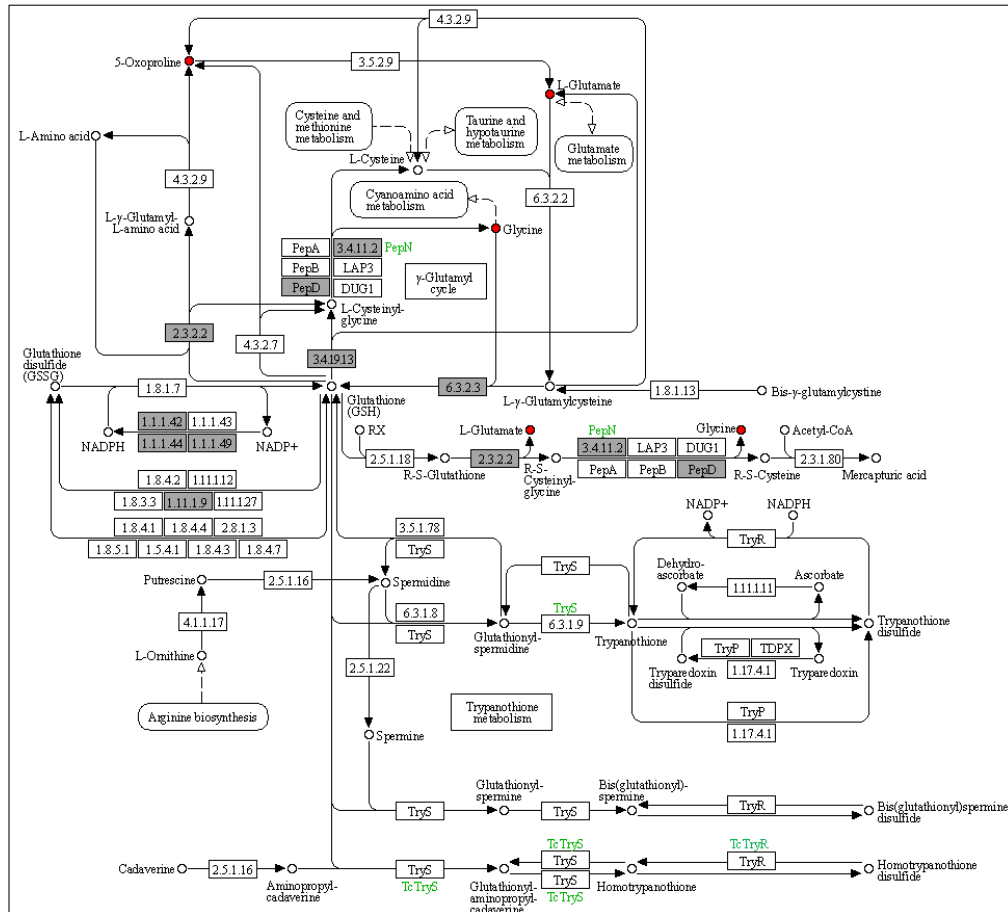 4.3.2.9
5-Oxoproline
3.5.2.9
L-Glutamate
Cysteine and
methionine
metabolism
Taurine and
hypotaurine
metabolism
Glutamate
metabolism
L-Amino acid
L-Cysteine
4.3.2.9
Cyanoamino acid
metabolism
6.3.2.2
L-γ-Glutamyl-
L-amino acid
Glycine
PepA
3.4.11.2
PepN
PepB
LAP3
PepD
DUG1
γ-Glutamyl
cycle
L-Cysteinyl-
glycine
2.3.2.2
4.3.2.7
3.4.19.13
Glutathione
disulfide
(GSSG)
1.8.1.7
Glutathione
(GSH)
6.3.2.3
L-γ-Glutamylcysteine
1.8.1.13
Bis-γ-glutamylcystine
1.1.1.42
1.1.1.43
1.1.1.44
1.1.1.49
NADPH
NADP+
RX
2.5.1.18
R-S-Glutathione
L-Glutamate
2.3.2.2
R-S-
Cysteinyl-
glycine
PepN
3.4.11.2
LAP3
DUG1
PepA
PepB
PepD
Glycine
R-S-Cysteine
Acetyl-CoA
2.3.1.80
Mercapturic acid
1.8.4.2
1.11.1.12
1.8.3.3
1.11.1.9
1.11.1.27
1.8.4.1
1.8.4.4
2.8.1.3
1.8.5.1
1.5.4.1
1.8.4.3
1.8.4.7
3.5.1.78
TryS
NADP+
NADPH
TryR
Putrescine
2.5.1.16
Spermidine
TryS
Dehydro-
ascorbate
1.11.1.11
Ascorbate
4.1.1.17
6.3.1.8
TryS
Glutathionyl-
spermidine
TryS
6.3.1.9
Trypanothione
Trypanothione
disulfide
L-Ornithine
2.5.1.22
TryP
TDPX
1.17.4.1
Tryparedoxin
disulfide
Tryparedoxin
Arginine biosynthesis
Trypanothione
metabolism
TryP
1.17.4.1
Spermine
Glutathionyl-
spermine
Bis(glutathionyl)-
spermine
TryS
TryS
TryR
Bis(glutathionyl)spermine
disulfide
Cadaverine
2.5.1.16
Aminopropyl-
cadaverine
TryS
TcTryS
Glutathionyl-
aminopropyl-
cadaverine
TcTryS
TryS
TryS
TcTryS
Homotrypanothione
TcTryR
TryR
Homotrypanothione
disulfide